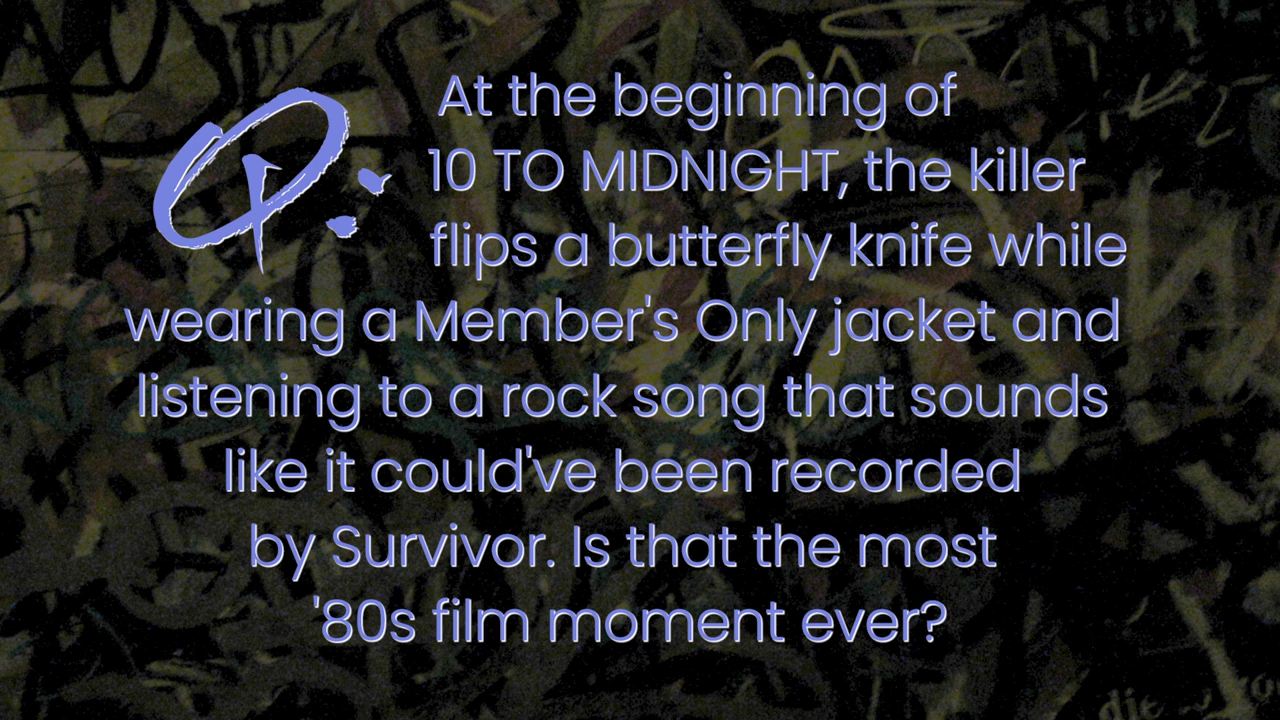 Q:
At the beginning of
10 TO MIDNIGHT, the killer
flips a butterfly knife while
wearing a Member's Only jacket and
listening to a rock song that sounds
like it could've been recorded
by Survivor. Is that the most
'80s film moment ever?
die